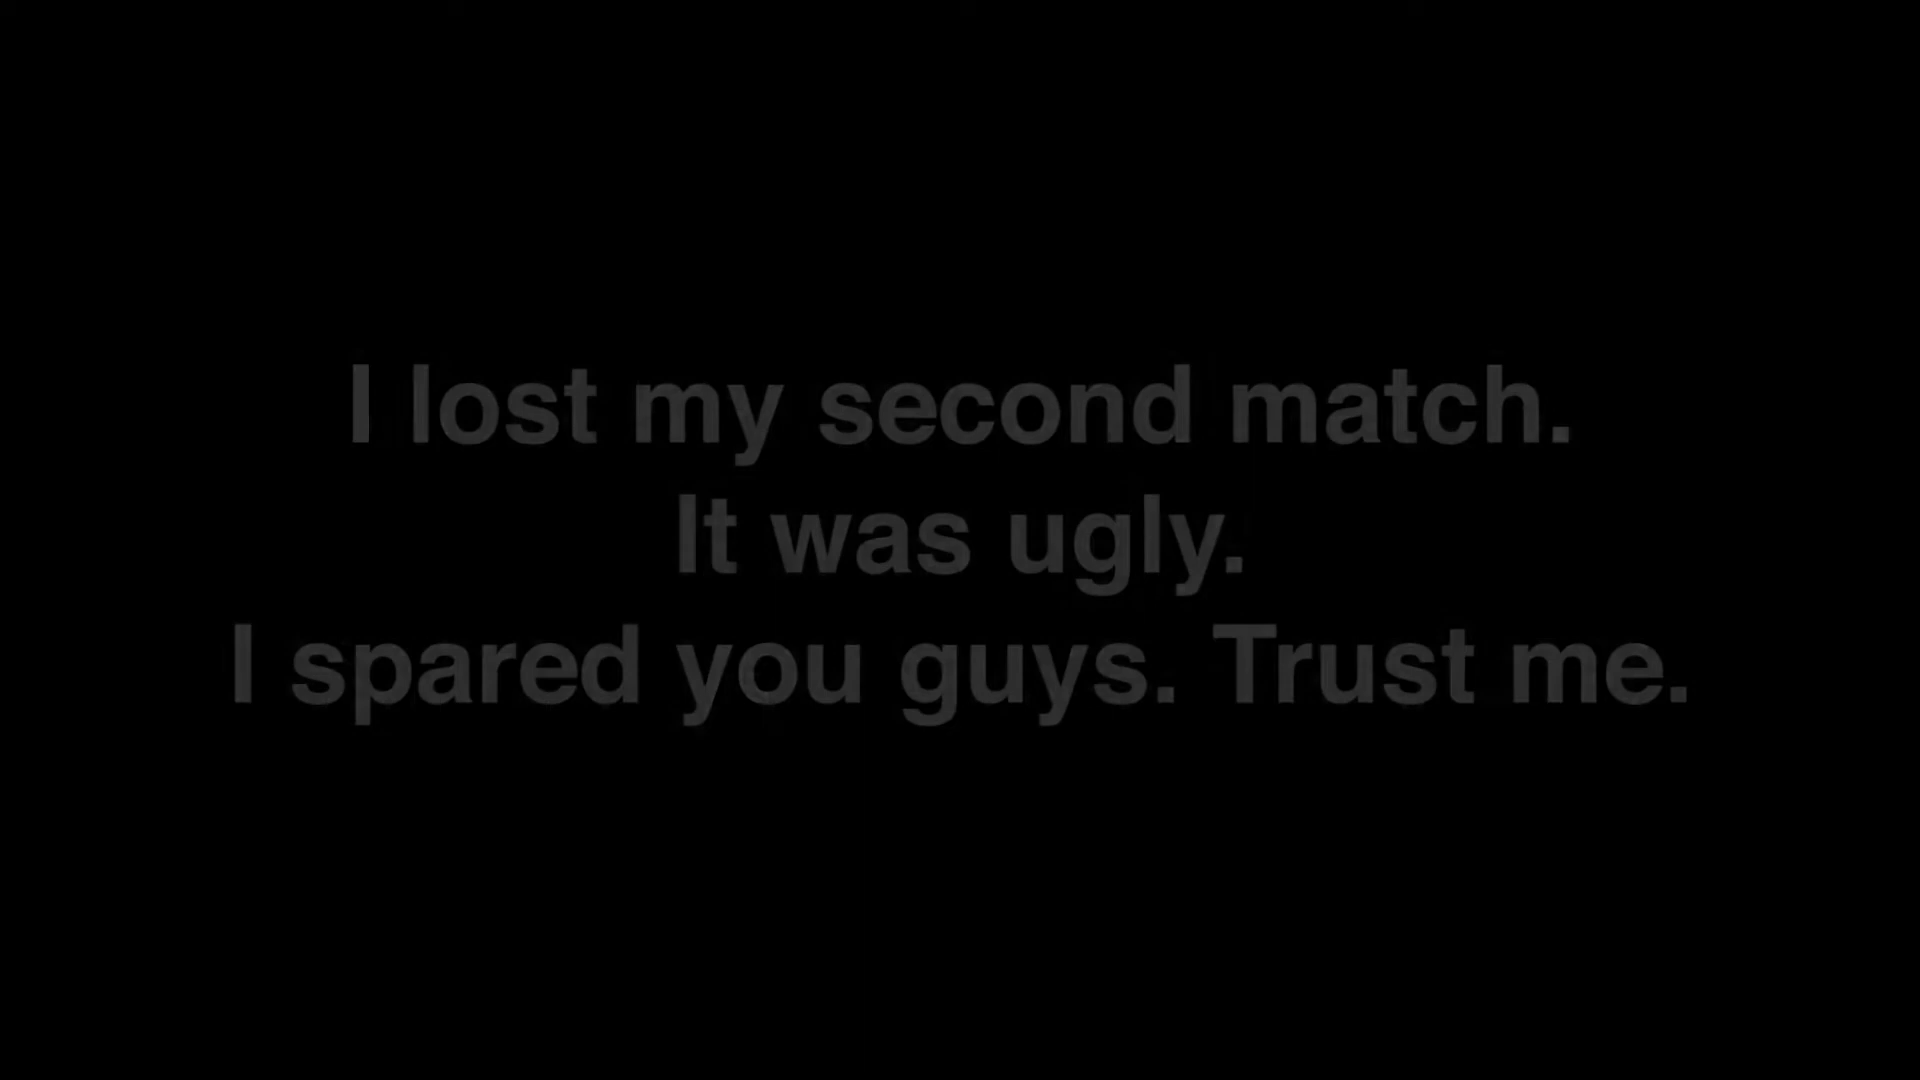 I lost my second match.
It was ugly.
I spared you guys. Trust me.